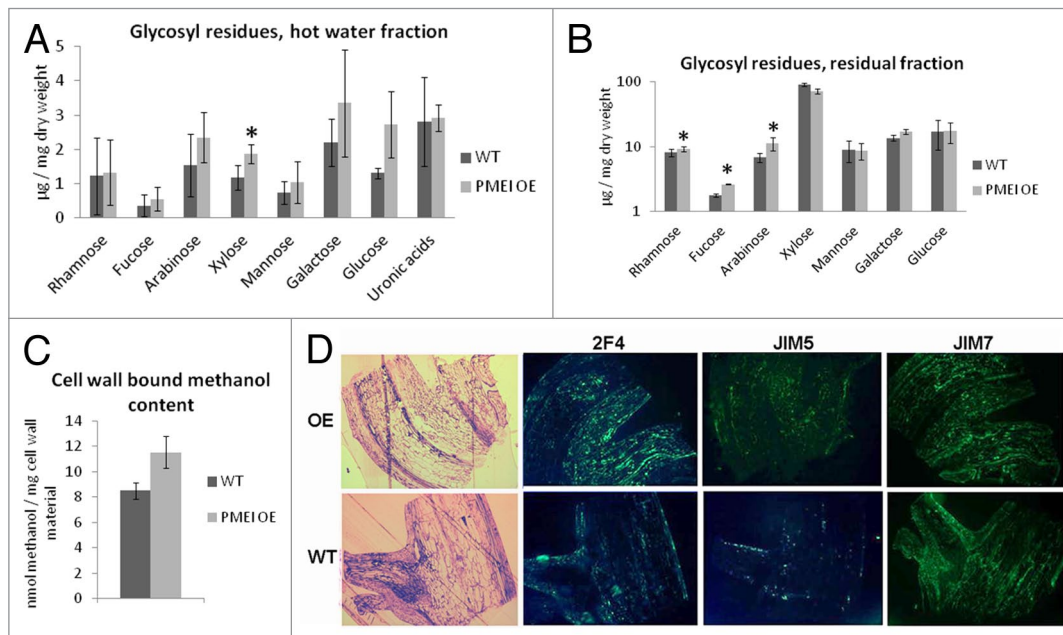 A
Glycosyl residues, hot water fraction
µg / mg dry weight
5
4
3
2
1
0
*
WT
PMEI OE
Rhamnose
Fucose
Arabinose
Xylose
Mannose
Galactose
Glucose
Uronic acids
B
Glycosyl residues, residual fraction
µg / mg dry weight
100
10
1
*
*
*
WT
PMEI OE
Rhamnose
Fucose
Arabinose
Xylose
Mannose
Galactose
Glucose
C
Cell wall bound methanol
content
nmol methanol / mg cell wall
material
14
12
10
8
6
4
2
0
WT
PMEI OE
D
2F4
JIM5
JIM7
OE
WT